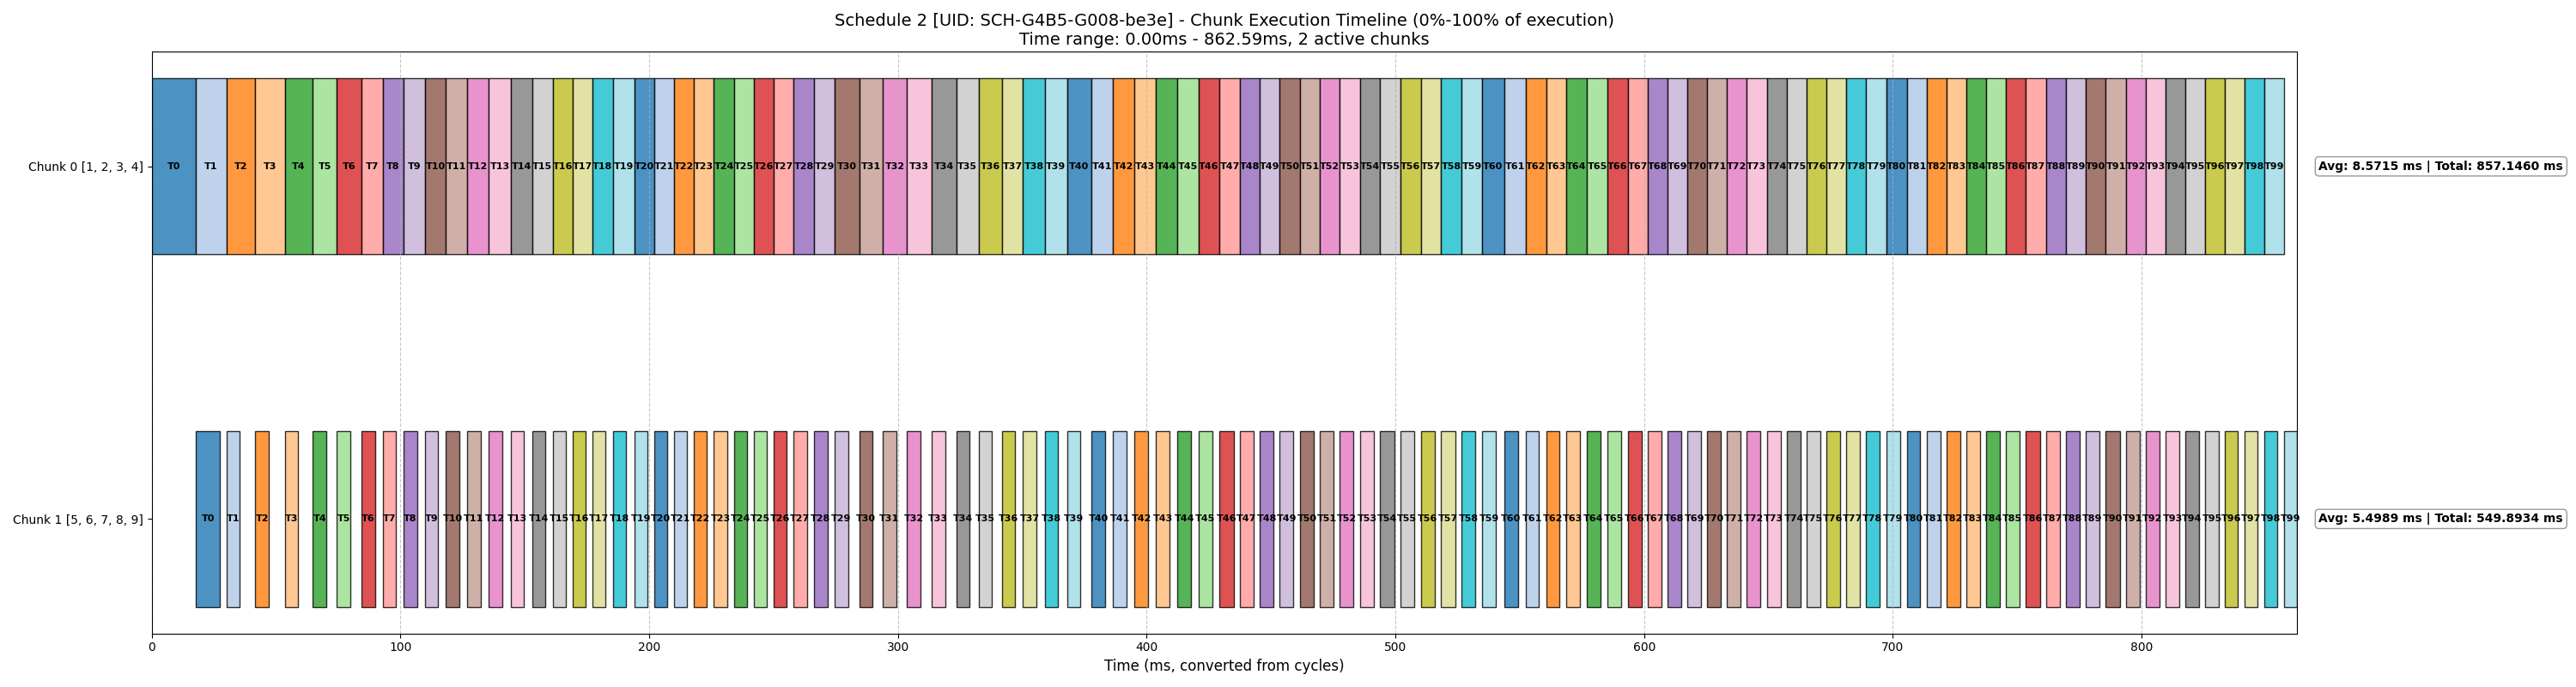 Schedule 2 [UID: SCH-G4B5-G008-be3e] - Chunk Execution Timeline (0%-100% of execution)
Time range: 0.00ms - 862.59ms, 2 active chunks
Chunk 0 [1, 2, 3, 4]
T0 T1 T2 T3 T4 T5 T6 T7 T8 T9 T10 T11 T12 T13 T14 T15 T16 T17 T18 T19 T20 T21 T22 T23 T24 T25 T26 T27 T28 T29 T30 T31 T32 T33 T34 T35 T36 T37 T38 T39 T40 T41 T42 T43 T44 T45 T46 T47 T48 T49 T50 T51 T52 T53 T54 T55 T56 T57 T58 T59 T60 T61 T62 T63 T64 T65 T66 T67 T68 T69 T70 T71 T72 T73 T74 T75 T76 T77 T78 T79 T80 T81 T82 T83 T84 T85 T86 T87 T88 T89 T90 T91 T92 T93 T94 T95 T96 T97 T98 T99
Avg: 8.5715 ms | Total: 857.1460 ms
Chunk 1 [5, 6, 7, 8, 9]
T0 T1 T2 T3 T4 T5 T6 T7 T8 T9 T10 T11 T12 T13 T14 T15 T16 T17 T18 T19 T20 T21 T22 T23 T24 T25 T26 T27 T28 T29 T30 T31 T32 T33 T34 T35 T36 T37 T38 T39 T40 T41 T42 T43 T44 T45 T46 T47 T48 T49 T50 T51 T52 T53 T54 T55 T56 T57 T58 T59 T60 T61 T62 T63 T64 T65 T66 T67 T68 T69 T70 T71 T72 T73 T74 T75 T76 T77 T78 T79 T80 T81 T82 T83 T84 T85 T86 T87 T88 T89 T90 T91 T92 T93 T94 T95 T96 T97 T98 T99
Avg: 5.4989 ms | Total: 549.8934 ms
0 100 200 300 400 500 600 700 800
Time (ms, converted from cycles)